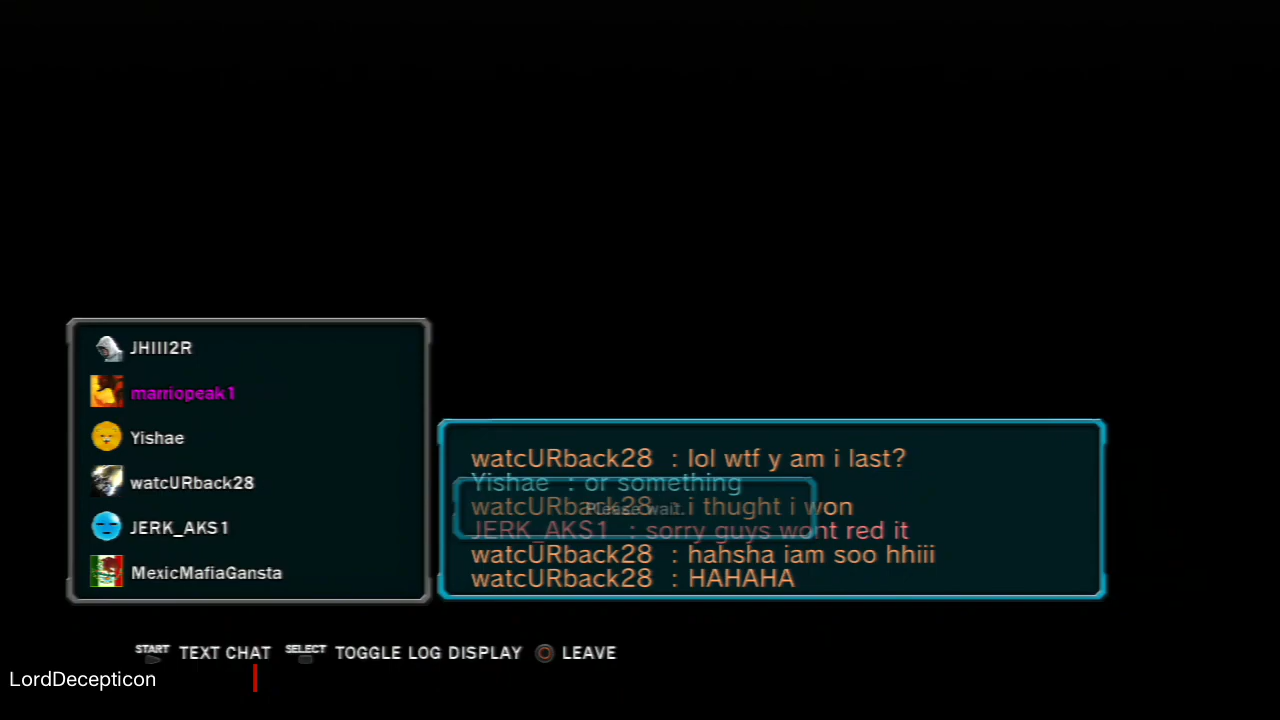 JHIII2R
marriopeak1
Yishae
watcURback28
JERK_AKS1
MexicMafiaGansta
watcURback28 : lol wtf y am i last?
Yishae : or something
watcURback28 : i thught i won
Please wait.
JERK_AKS1 : sorry guys wont red it
watcURback28 : hahsha iam soo hhiii
watcURback28 : HAHAHA
START TEXT CHAT SELECT TOGGLE LOG DISPLAY LEAVE
LordDecepticon